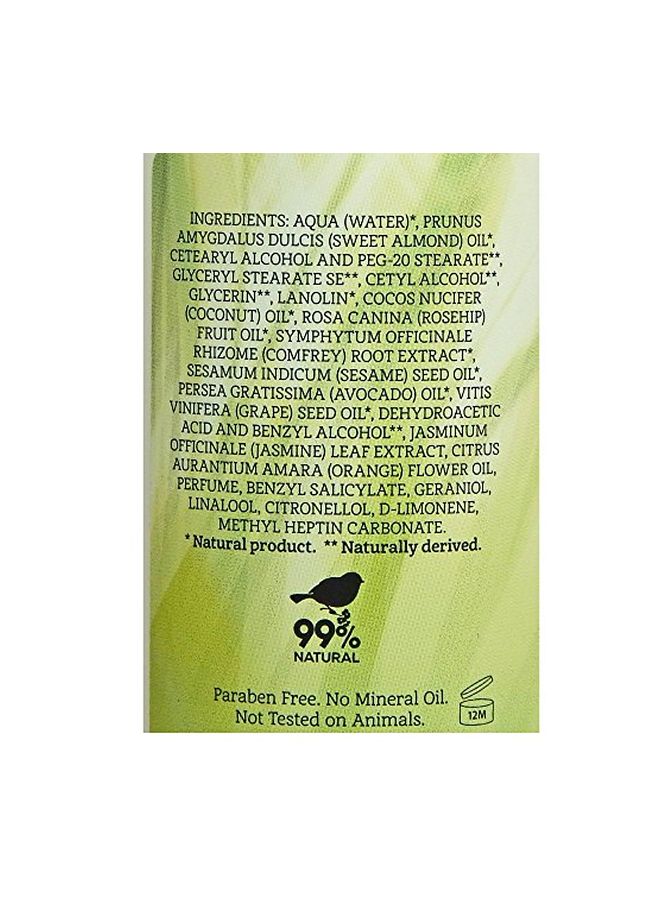 INGREDIENTS: AQUA (WATER)*, PRUNUS
AMYGDALUS DULCIS (SWEET ALMOND) OIL*,
CETEARYL ALCOHOL AND PEG-20 STEARATE**,
GLYCERYL STEARATE SE**, CETYL ALCOHOL**,
GLYCERIN**, LANOLIN*, COCOS NUCIFER
(COCONUT) OIL*, ROSA CANINA (ROSEHIP)
FRUIT OIL*, SYMPHYTUM OFFICINALE
RHIZOME (COMFREY) ROOT EXTRACT*,
SESAMUM INDICUM (SESAME) SEED OIL*,
PERSEA GRATISSIMA (AVOCADO) OIL*, VITIS
VINIFERA (GRAPE) SEED OIL*, DEHYDROACETIC
ACID AND BENZYL ALCOHOL**, JASMINUM
OFFICINALE (JASMINE) LEAF EXTRACT, CITRUS
AURANTIUM AMARA (ORANGE) FLOWER OIL,
PERFUME, BENZYL SALICYLATE, GERANIOL,
LINALOOL, CITRONELLOL, D-LIMONENE,
METHYL HEPTIN CARBONATE.
* Natural product. ** Naturally derived.
99%
NATURAL
Paraben Free. No Mineral Oil.
Not Tested on Animals.
12M